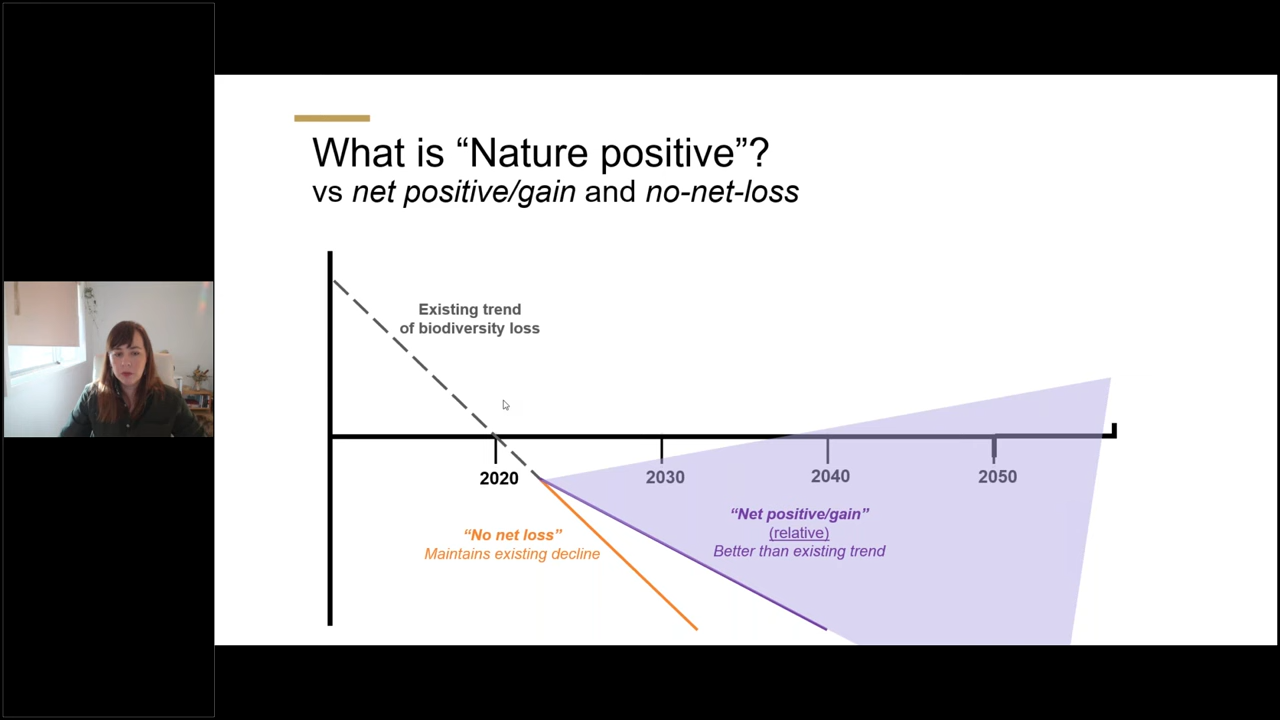 What is “Nature positive”?
vs net positive/gain and no-net-loss
Existing trend
of biodiversity loss
2020
2030
2040
2050
“No net loss”
Maintains existing decline
“Net positive/gain”
(relative)
Better than existing trend